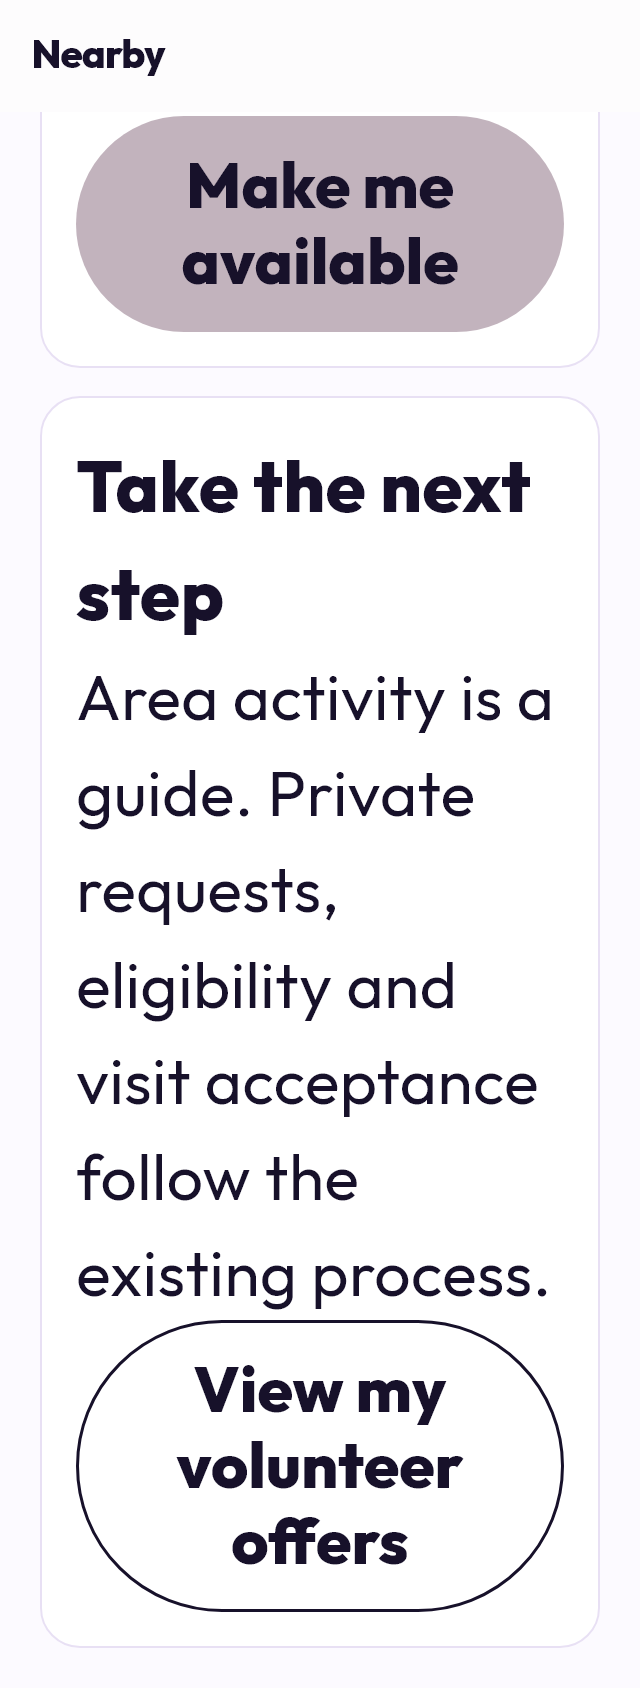 Nearby
Make me
available
Take the next
step
Area activity is a
guide. Private
requests,
eligibility and
visit acceptance
follow the
existing process.
View my
volunteer
offers